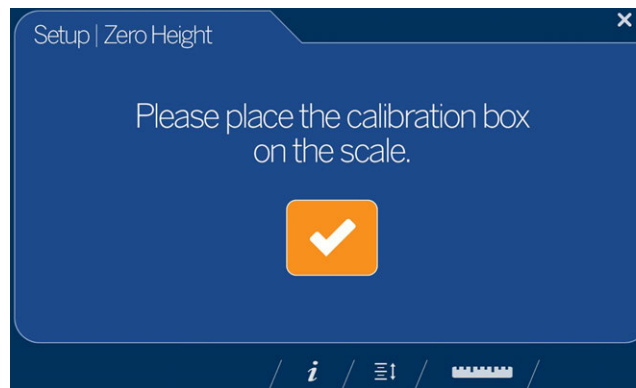 Setup | Zero Height
Please place the calibration box
on the scale.
i